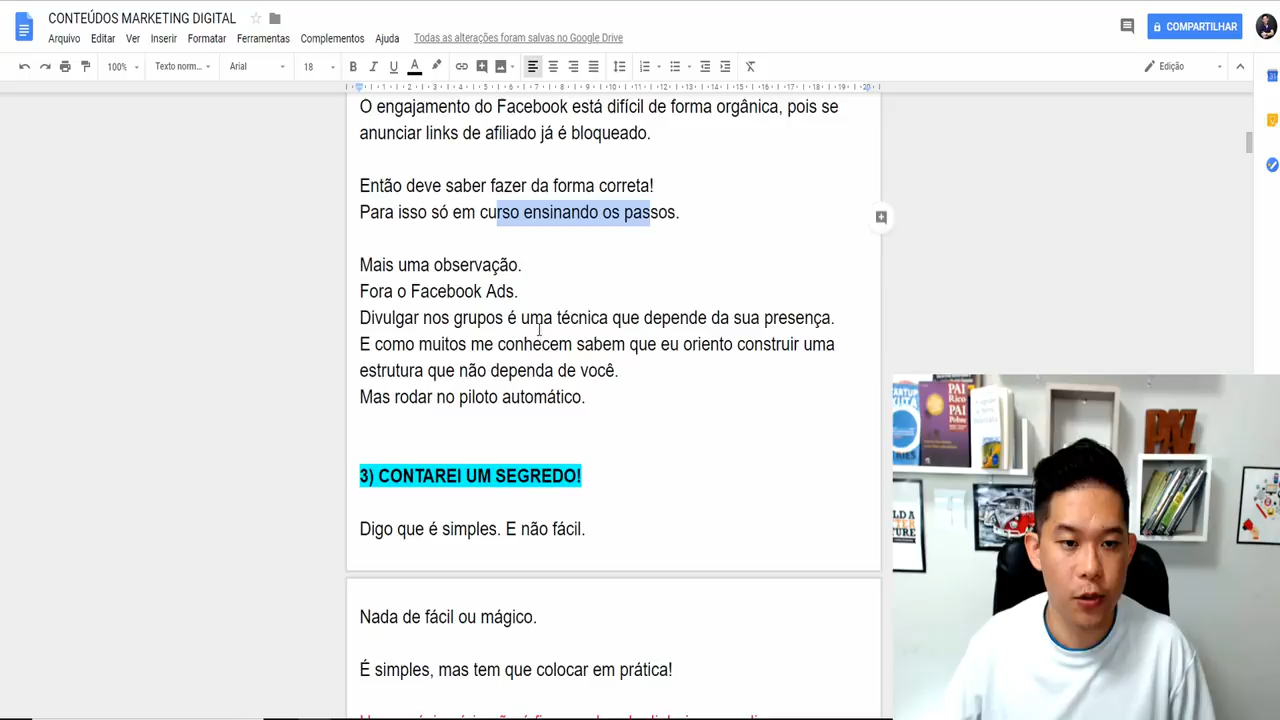 CONTEÚDOS MARKETING DIGITAL
Arquivo Editar Ver Inserir Formatar Ferramentas Complementos Ajuda Todas as alterações foram salvas no Google Drive
COMPARTILHAR
100% Texto norm... Arial 18 Edição
O engajamento do Facebook está difícil de forma orgânica, pois se
anunciar links de afiliado já é bloqueado.
Então deve saber fazer da forma correta!
Para isso só em curso ensinando os passos.
Mais uma observação.
Fora o Facebook Ads.
Divulgar nos grupos é uma técnica que depende da sua presença.
E como muitos me conhecem sabem que eu oriento construir uma
estrutura que não dependa de você.
Mas rodar no piloto automático.
3) CONTAREI UM SEGREDO!
Digo que é simples. E não fácil.
Nada de fácil ou mágico.
É simples, mas tem que colocar em prática!
PAI
Rico
PAI
Pobre
PAZ